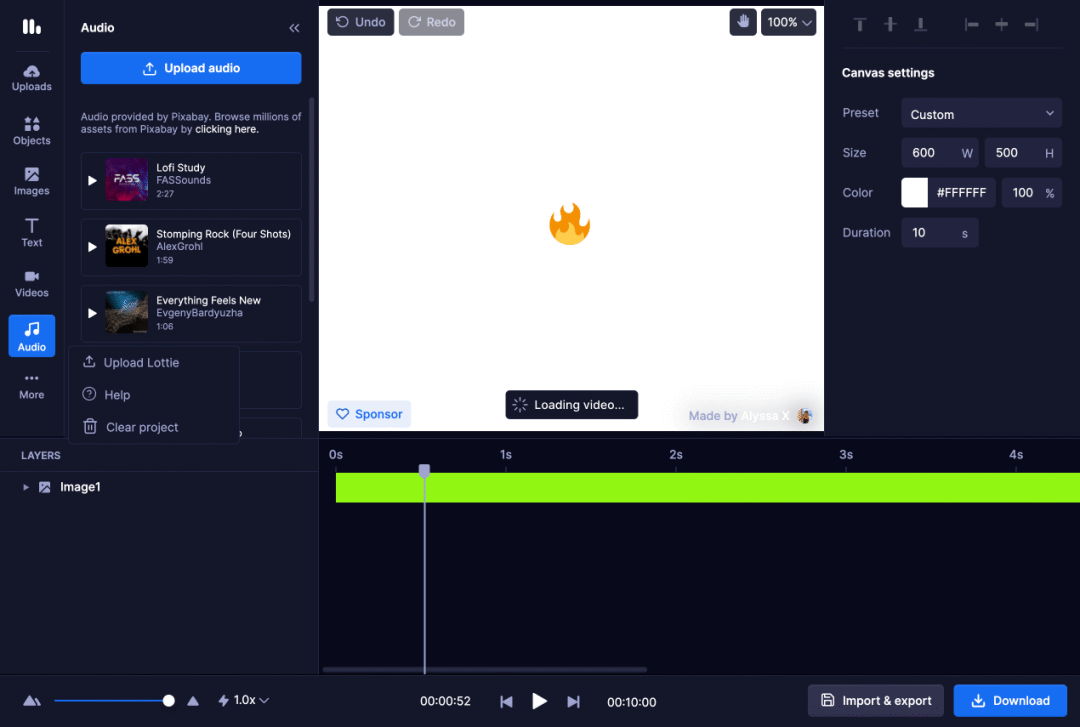 Audio
Upload audio
Audio provided by Pixabay. Browse millions of
assets from Pixabay by clicking here.
Lofi Study
FASSounds
2:27
FASS
Stomping Rock (Four Shots)
AlexGrohl
1:59
ALEX
GROHL
Everything Feels New
EvgenyBardyuzha
1:06
Uploads
Objects
Images
Text
Videos
Audio
More
Upload Lottie
Help
Clear project
Undo
Redo
100%
Sponsor
Loading video...
Made by Alyssa X
Canvas settings
Preset
Custom
Size
600 W
500 H
Color
#FFFFFF
100 %
Duration
10 s
LAYERS
Image1
0s
1s
2s
3s
4s
1.0x
00:00:52
00:10:00
Import & export
Download